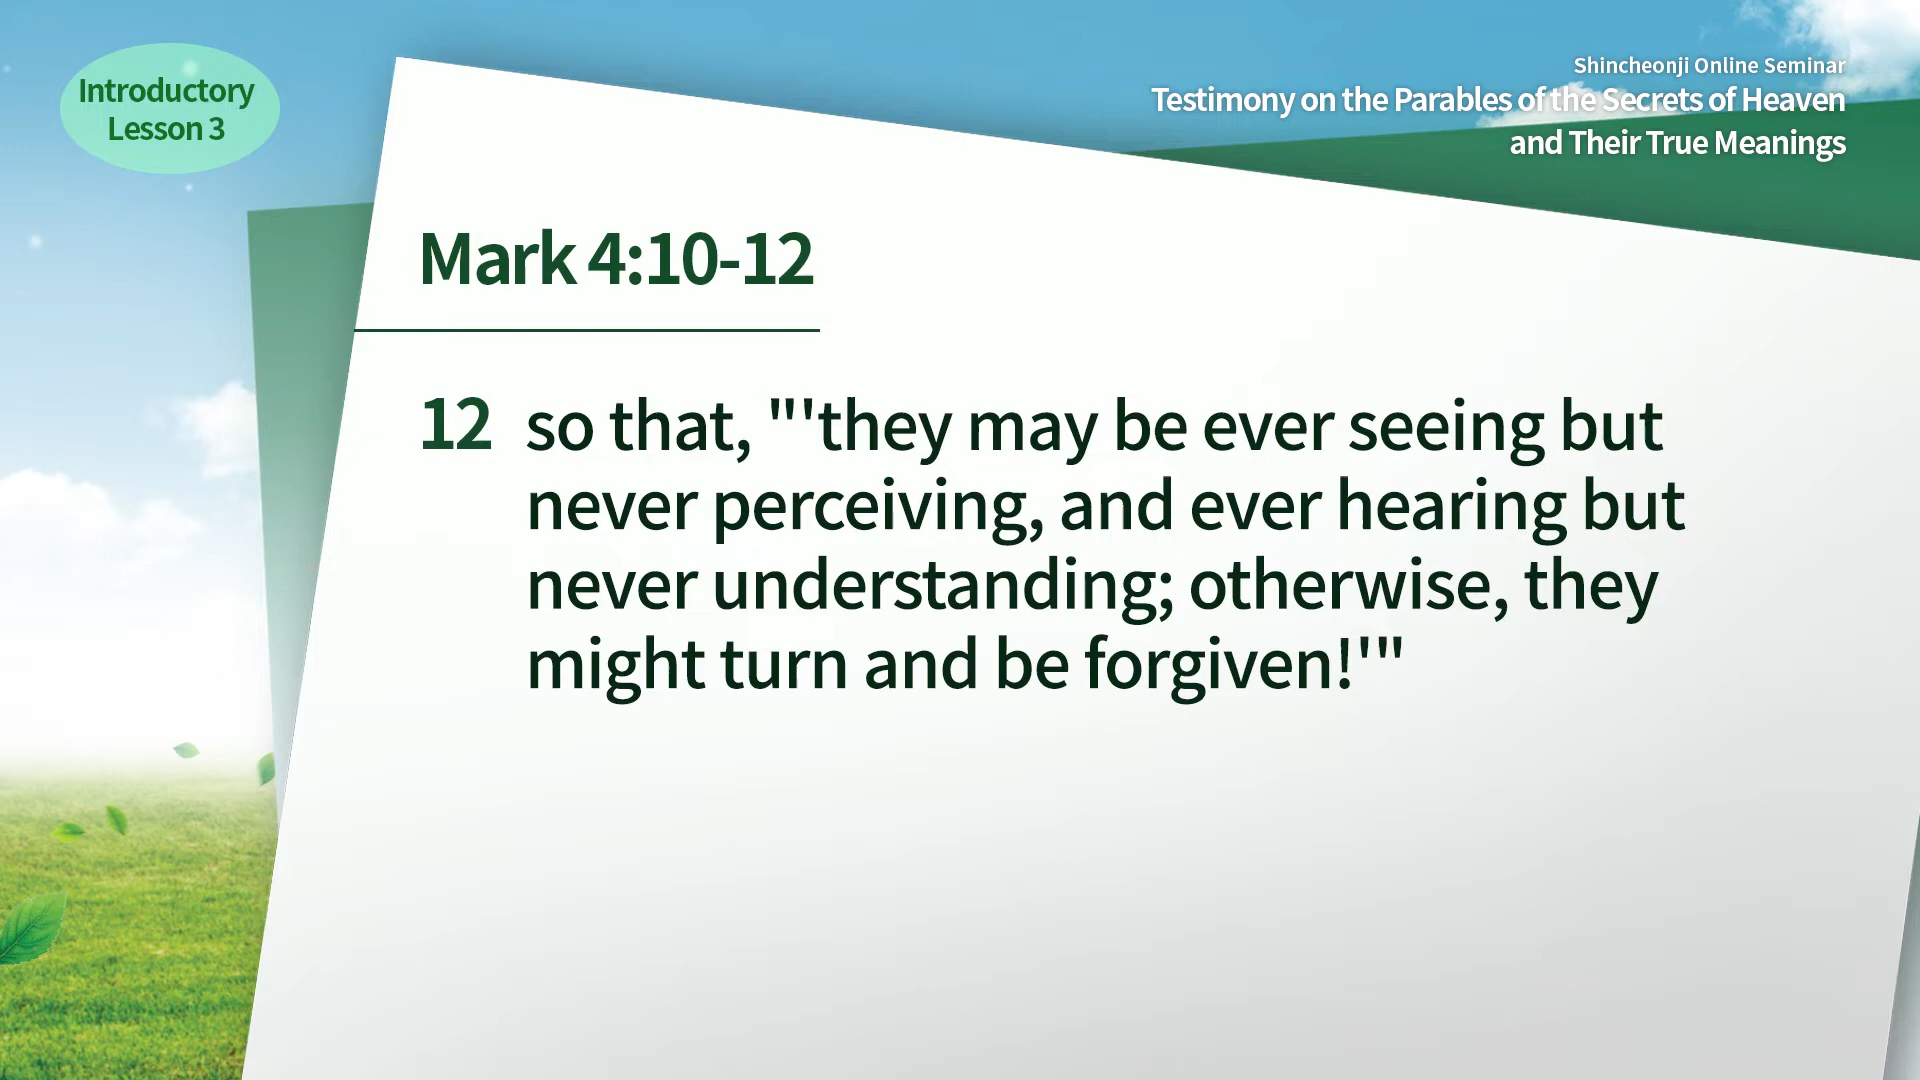 Introductory
Lesson 3
Shincheonji Online Seminar
Testimony on the Parables of the Secrets of Heaven
and Their True Meanings
Mark 4:10-12
12 so that, "'they may be ever seeing but
never perceiving, and ever hearing but
never understanding; otherwise, they
might turn and be forgiven!'"